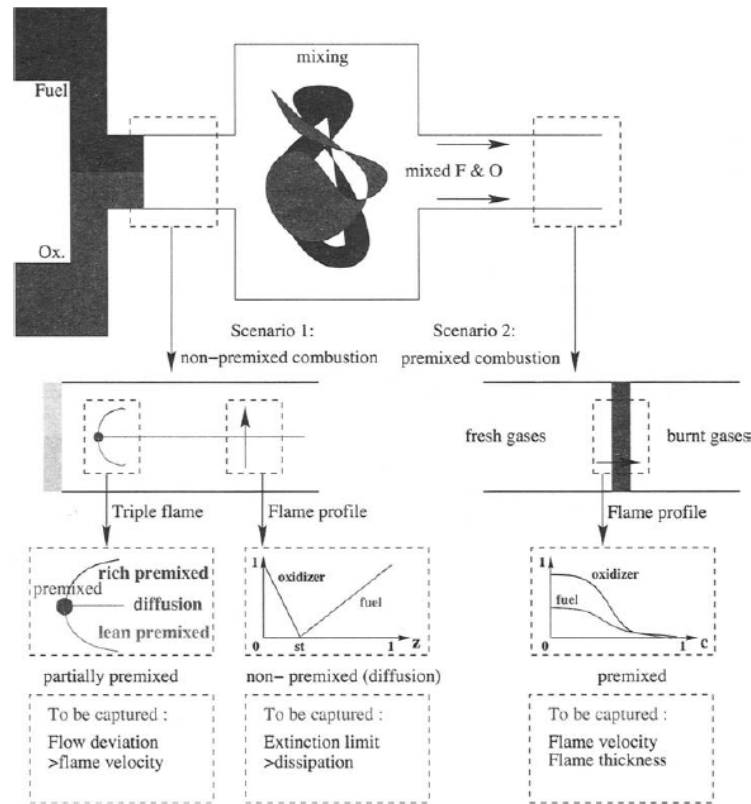 mixing
Fuel
mixed F & O
Ox.
Scenario 1:
non-premixed combustion
Scenario 2:
premixed combustion
fresh gases
burnt gases
Triple flame
Flame profile
Flame profile
premixed
rich premixed
diffusion
lean premixed
partially premixed
1
oxidizer
fuel
0
st
1
z
non- premixed (diffusion)
1
oxidizer
fuel
0
1
c
premixed
To be captured :
Flow deviation
>flame velocity
To be captured :
Extinction limit
>dissipation
To be captured :
Flame velocity
Flame thickness